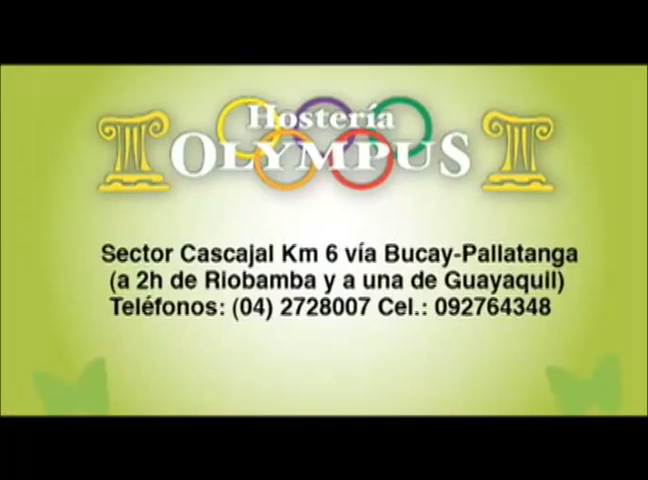 Hostería
OLYMPUS
Sector Cascajal Km 6 vía Bucay-Pallatanga
(a 2h de Riobamba y a una de Guayaquil)
Teléfonos: (04) 2728007 Cel.: 092764348